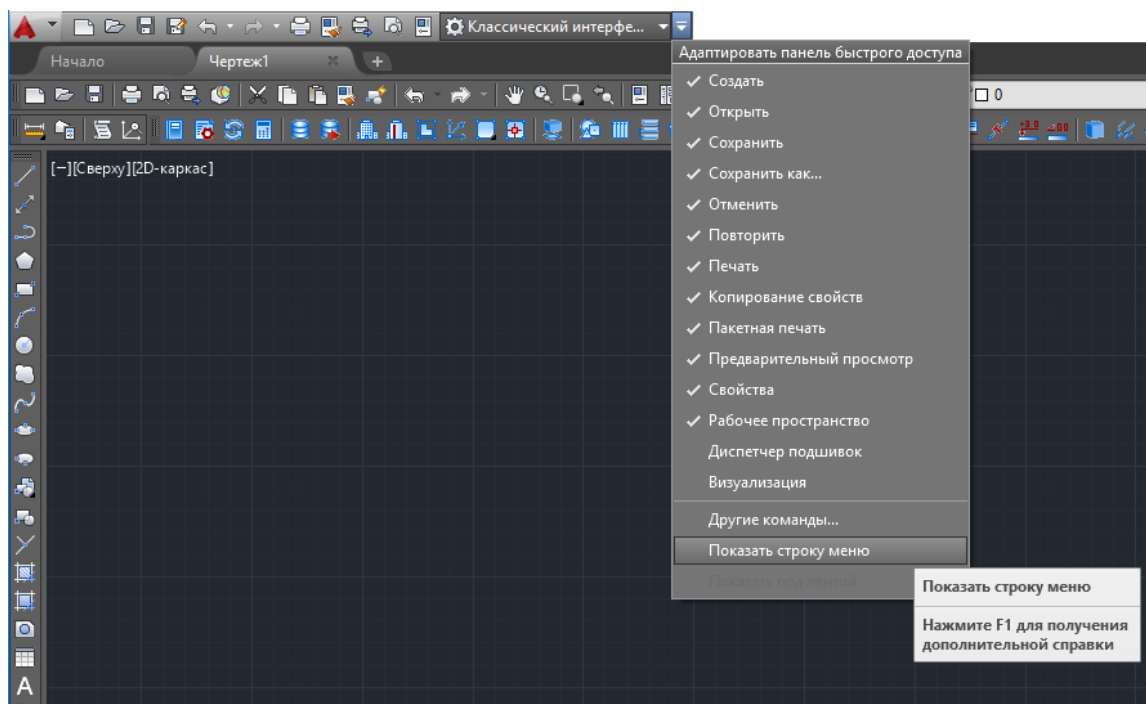 Классический интерфе...
Начало
Чертеж1
0
[−][Сверху][2D-каркас]
Адаптировать панель быстрого доступа
Создать
Открыть
Сохранить
Сохранить как...
Отменить
Повторить
Печать
Копирование свойств
Пакетная печать
Предварительный просмотр
Свойства
Рабочее пространство
Диспетчер подшивок
Визуализация
Другие команды...
Показать строку меню
Показать под лентой
Показать строку меню
Нажмите F1 для получения
дополнительной справки